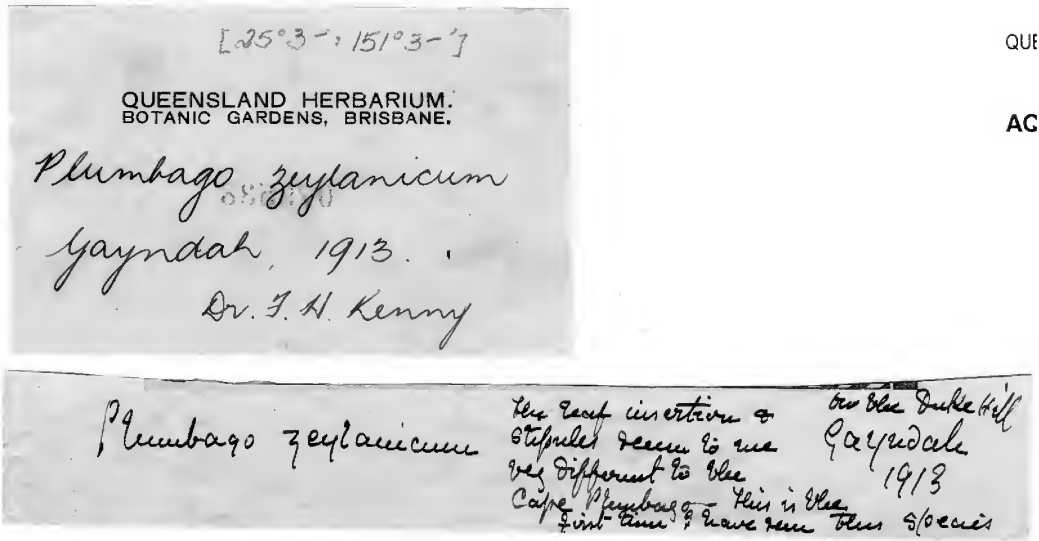 [25°3-': 151°3-']
QUEENSLAND HERBARIUM.
BOTANIC GARDENS, BRISBANE.
Plumbago zeylanicum
Gayndah, 1913.
Dr. F. H. Kenny
QUE
AQ
Plumbago zeylanicum
the leaf insertion &
stipules seem to me
very different to the
Cape Plumbago - This is the
first time I have seen this species
on the Duke Hill
Gayndah
1913